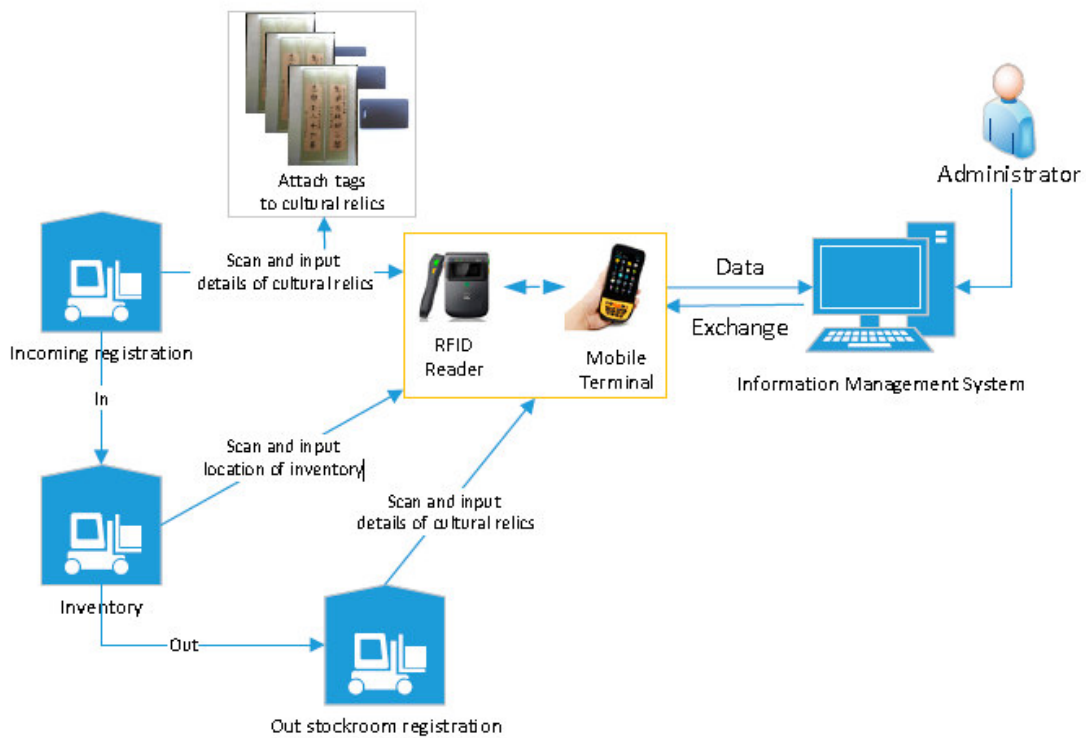 Attach tags
to cultural relics
Administrator
Scan and input
details of cultural relics
Data
Exchange
Incoming registration
RFID
Reader
Mobile
Terminal
Information Management System
In
Scan and input
location of inventory
Scan and input
details of cultural relics
Inventory
Out
Out stockroom registration